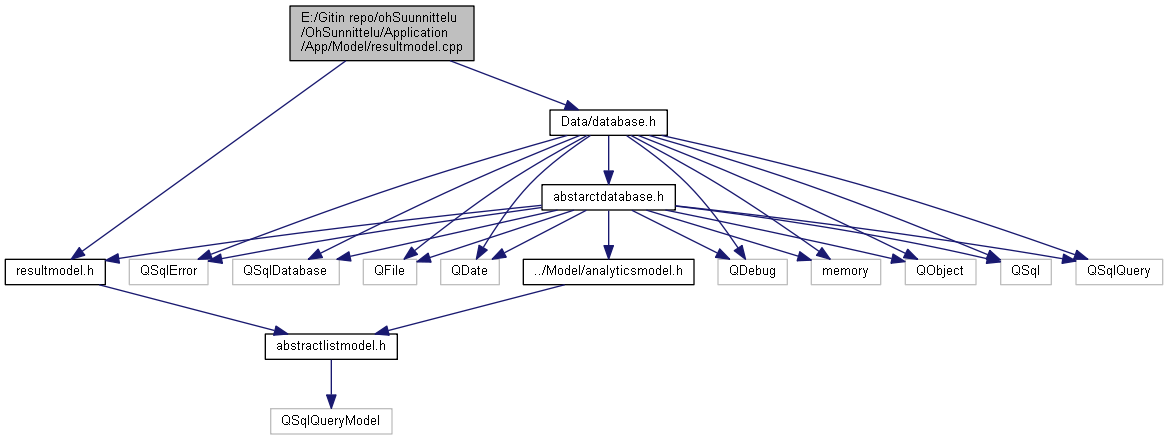 E:/Gitin repo/ohSuunnittelu
/OhSunnittelu/Application
/App/Model/resultmodel.cpp
Data/database.h
abstarctdatabase.h
resultmodel.h
QSqlError
QSqlDatabase
QFile
QDate
../Model/analyticsmodel.h
QDebug
memory
QObject
QSql
QSqlQuery
abstractlistmodel.h
QSqlQueryModel